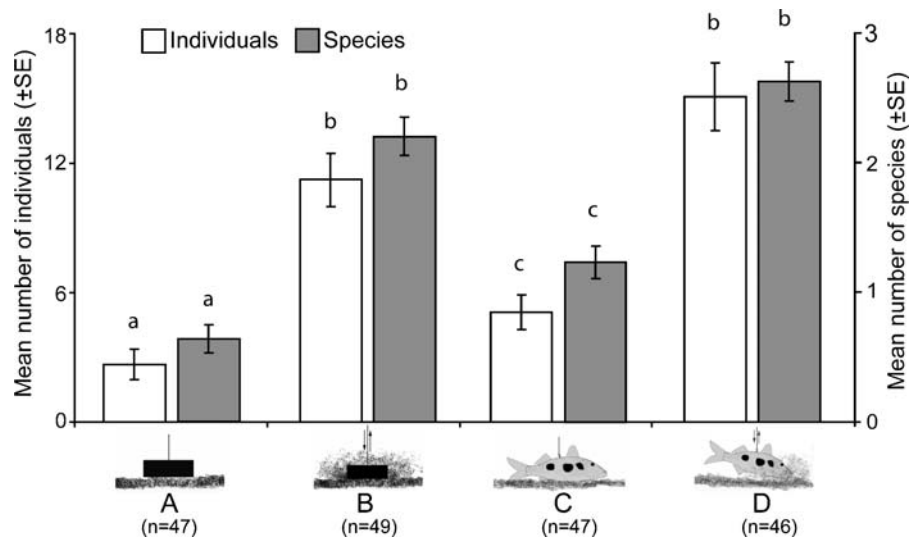 18
b
3
Individuals
Species
b
b
b
Mean number of individuals (±SE)
Mean number of species (±SE)
12
2
c
c
6
1
a
a
0
0
A
B
C
D
(n=47)
(n=49)
(n=47)
(n=46)